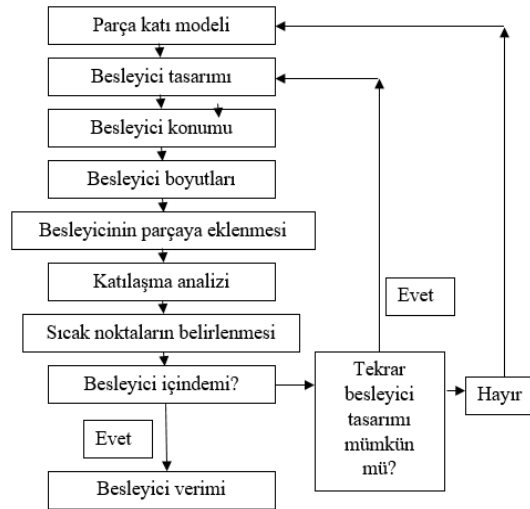 Parça katı modeli
Besleyici tasarımı
Besleyici konumu
Besleyici boyutları
Besleyicinin parçaya eklenmesi
Katılaşma analizi
Sıcak noktaların belirlenmesi
Besleyici içindemi?
Evet
Besleyici verimi
Evet
Tekrar
besleyici
tasarımı
mümkün
mü?
Hayır